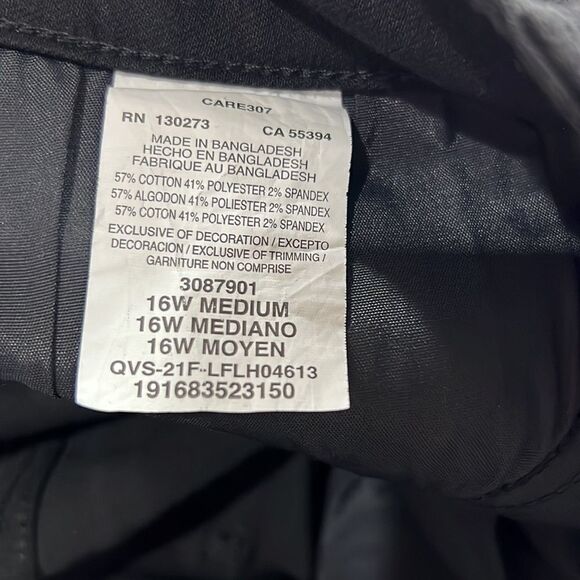 CARE307
RN 130273 CA 55394
MADE IN BANGLADESH
HECHO EN BANGLADESH
FABRIQUE AU BANGLADESH
57% COTTON 41% POLYESTER 2% SPANDEX
57% ALGODON 41% POLYESTER 2% SPANDEX
57% COTON 41% POLYESTER 2% SPANDEX
EXCLUSIVE OF DECORATION / EXCEPTO
DECORACION / EXCLUSIVE OF TRIMMING /
GARNITURE NON COMPRISE
3087901
16W MEDIUM
16W MEDIANO
16W MOYEN
QVS-21F-LFLH04613
191683523150